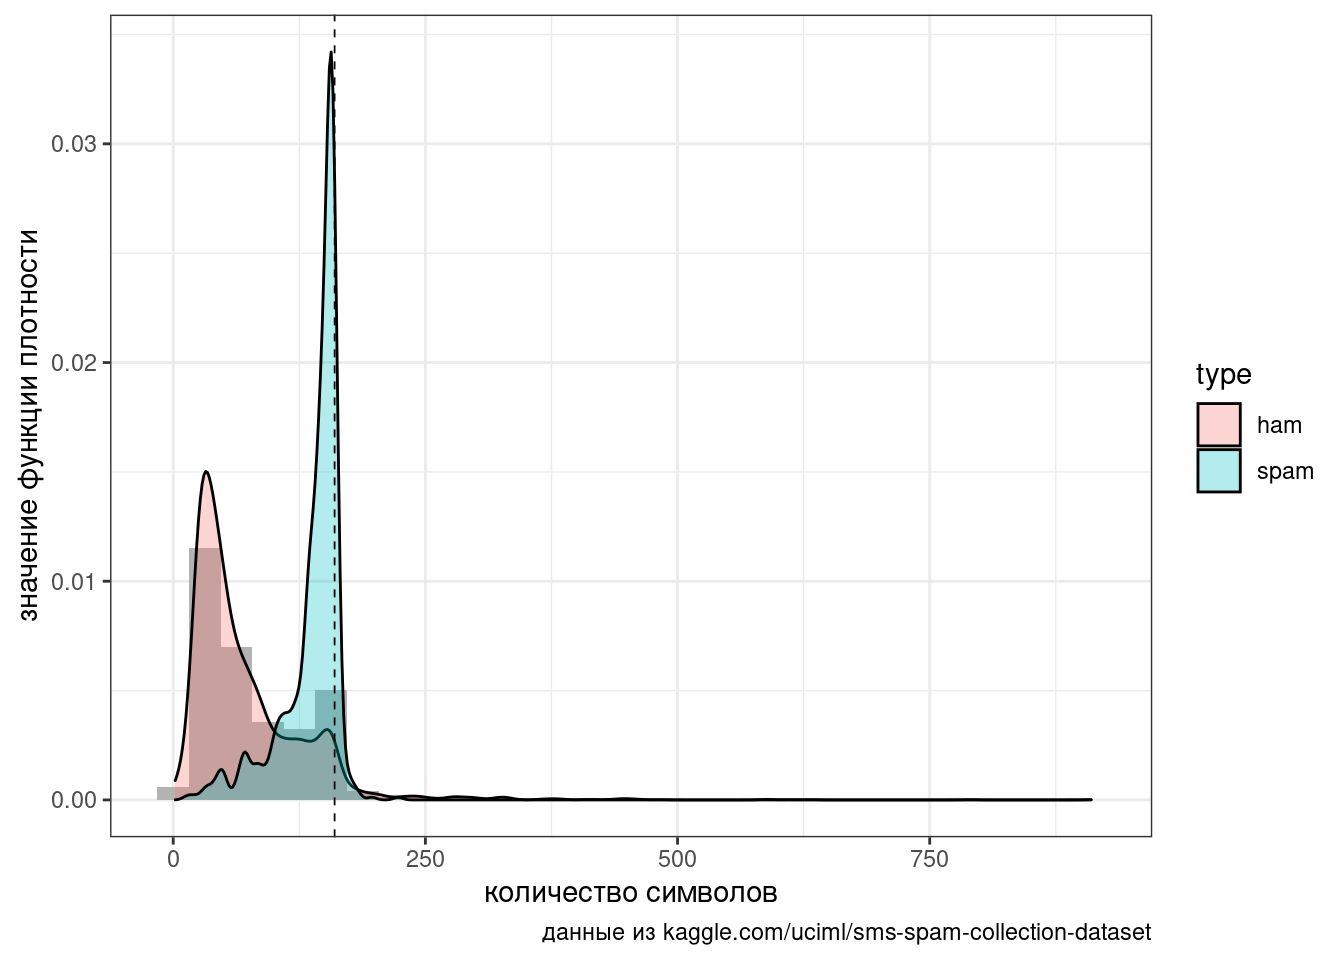 0.03
0.02
0.01
0.00
значение функции плотности
0
250
500
750
количество символов
данные из kaggle.com/uciml/sms-spam-collection-dataset
type
ham
spam